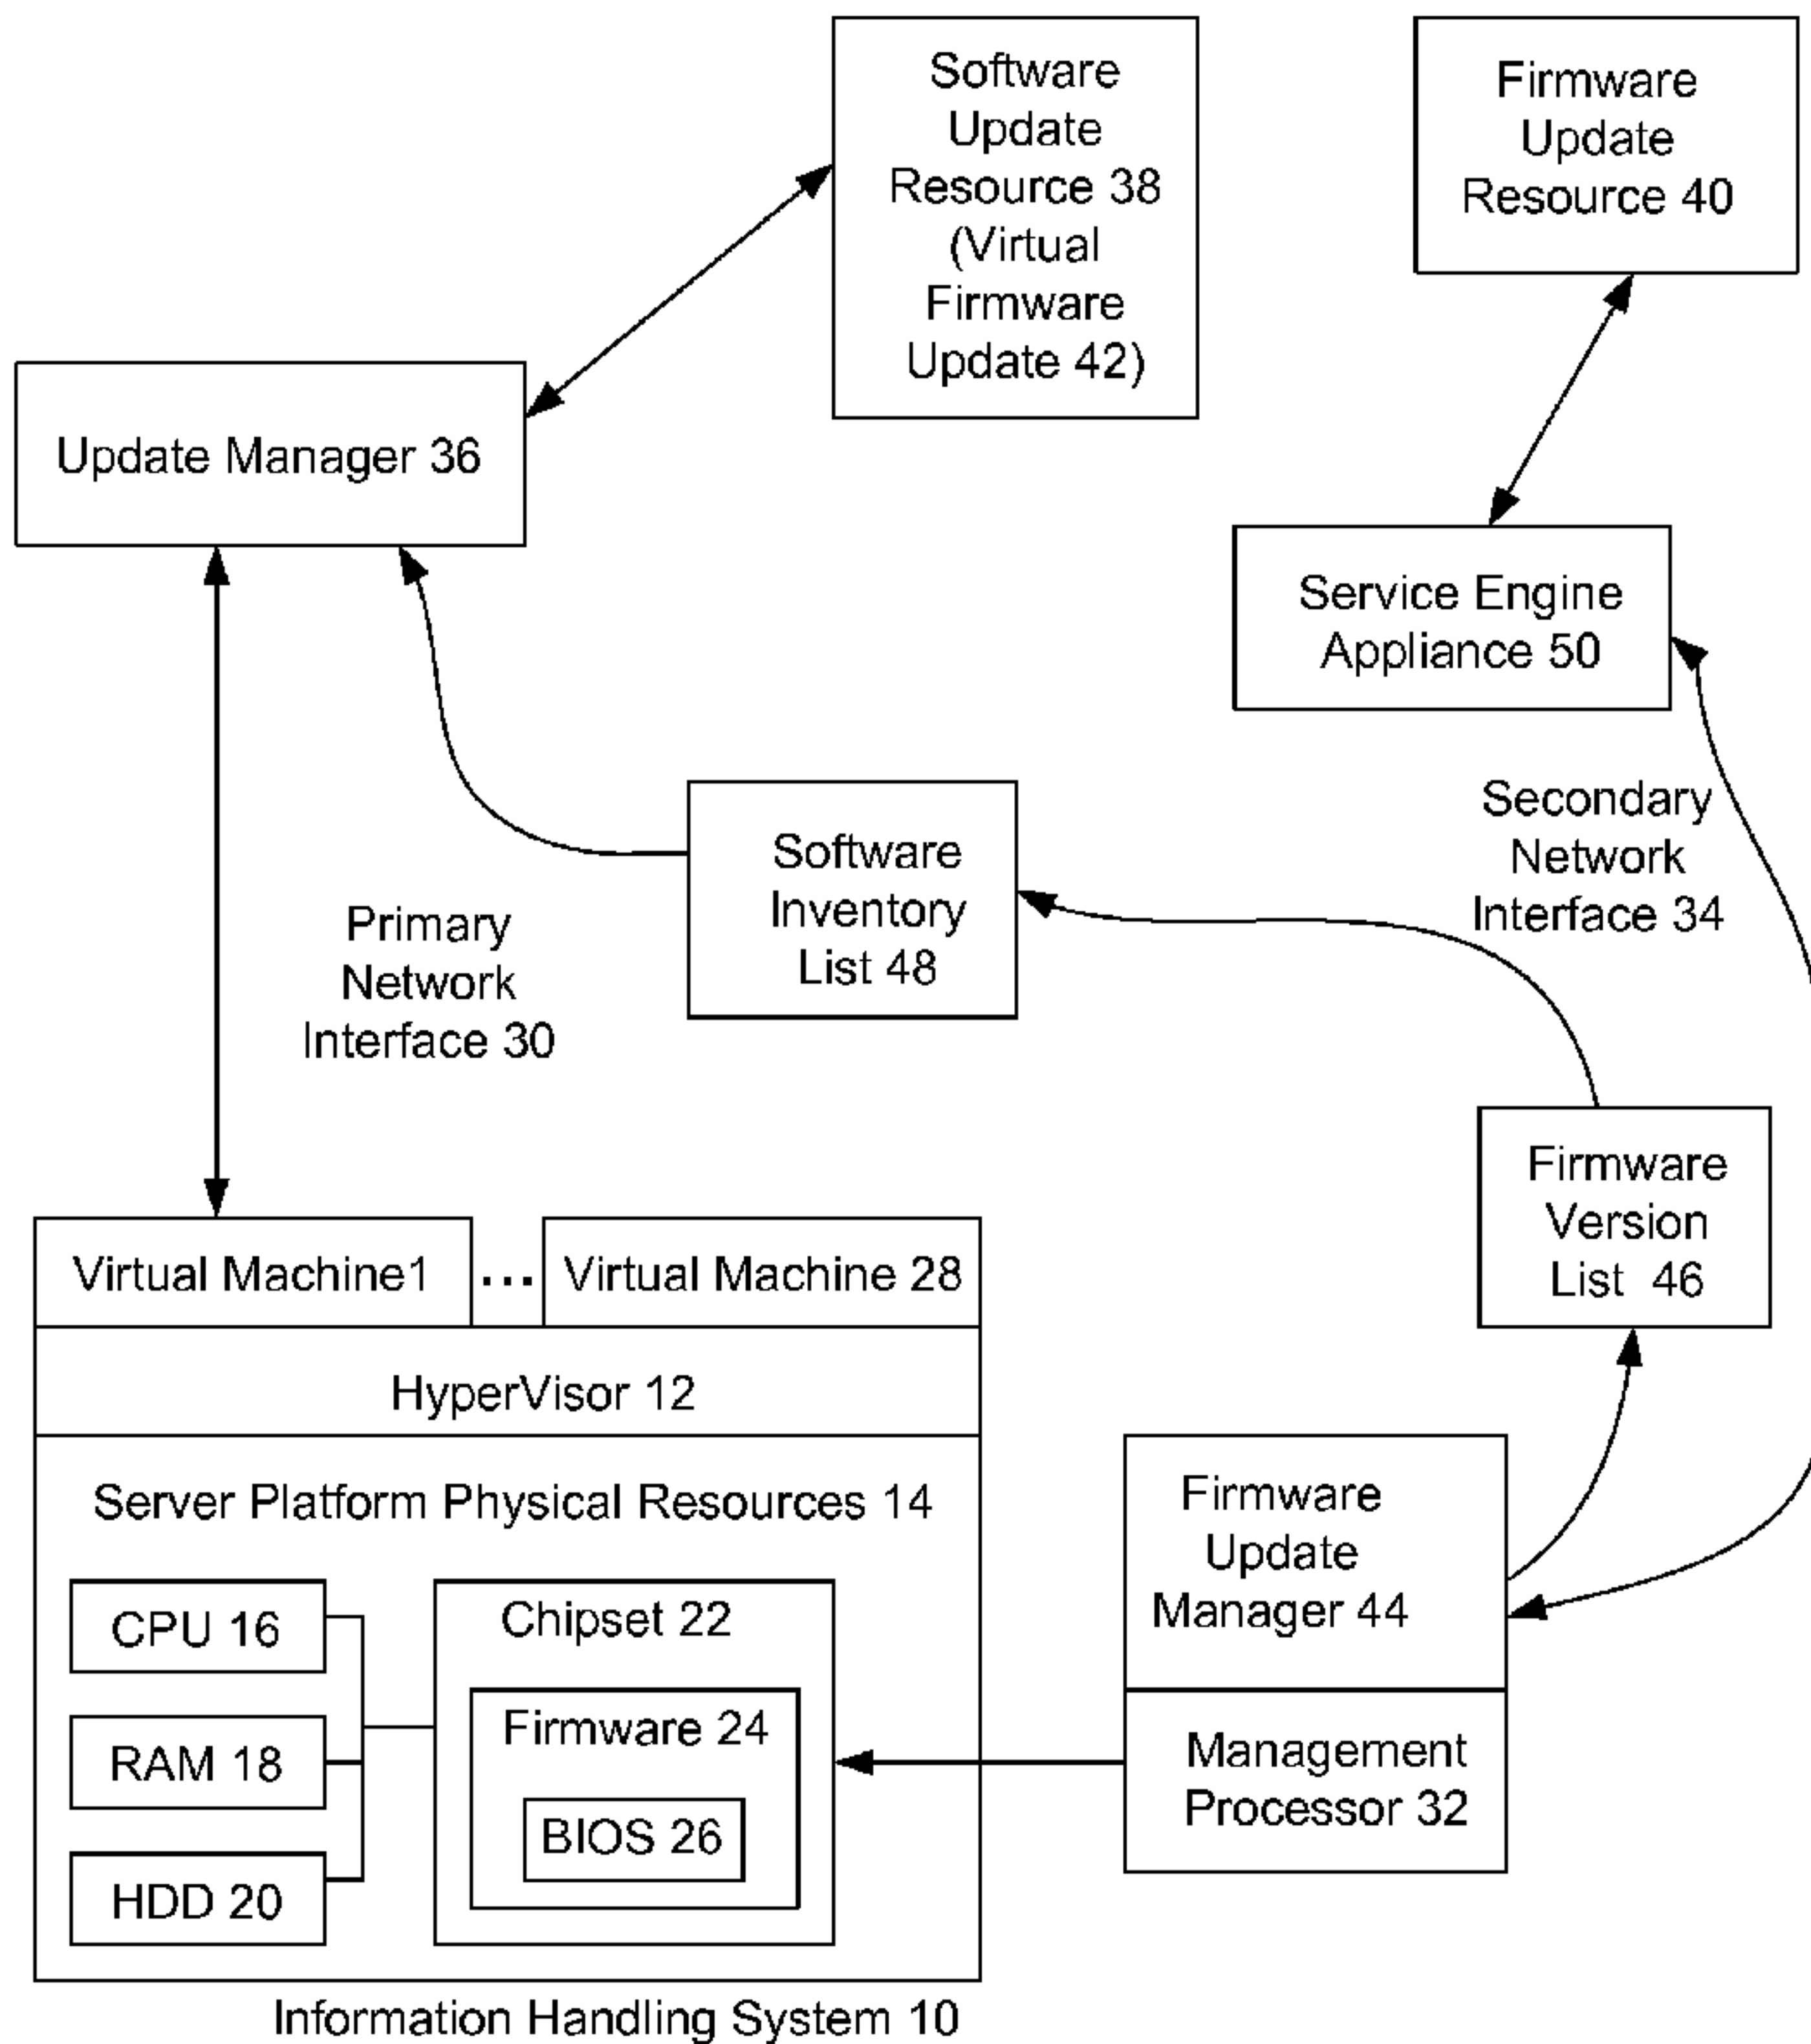 Software
Update
Resource 38
(Virtual
Firmware
Update 42)
Firmware
Update
Resource 40
Update Manager 36
Service Engine
Appliance 50
Secondary
Network
Interface 34
Software
Inventory
List 48
Primary
Network
Interface 30
Firmware
Version
List 46
Virtual Machine1
...
Virtual Machine 28
HyperVisor 12
Server Platform Physical Resources 14
CPU 16
RAM 18
HDD 20
Chipset 22
Firmware 24
BIOS 26
Firmware
Update
Manager 44
Management
Processor 32
Information Handling System 10